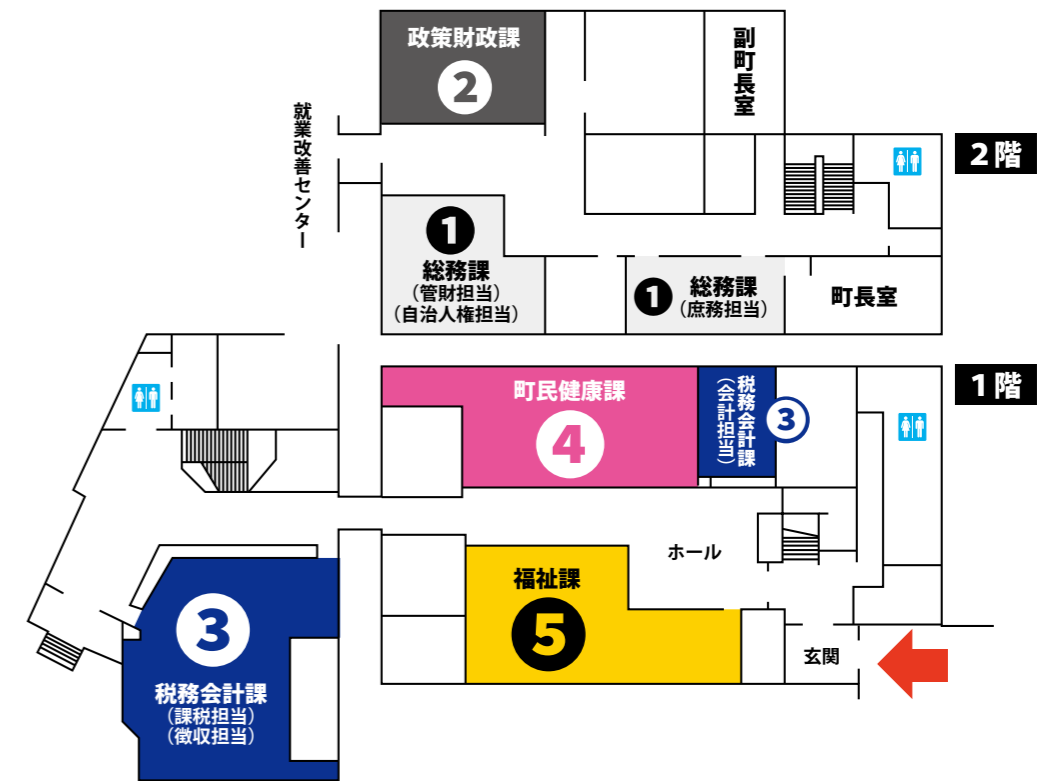 政策財政課
2
副町長室
就業改善センター
2階
1
総務課
（管財担当）
（自治人権担当）
1
総務課
（庶務担当）
町長室
1階
町民健康課
4
税務会計課
（会計担当）
3
ホール
福祉課
5
玄関
3
税務会計課
（課税担当）
（徴収担当）